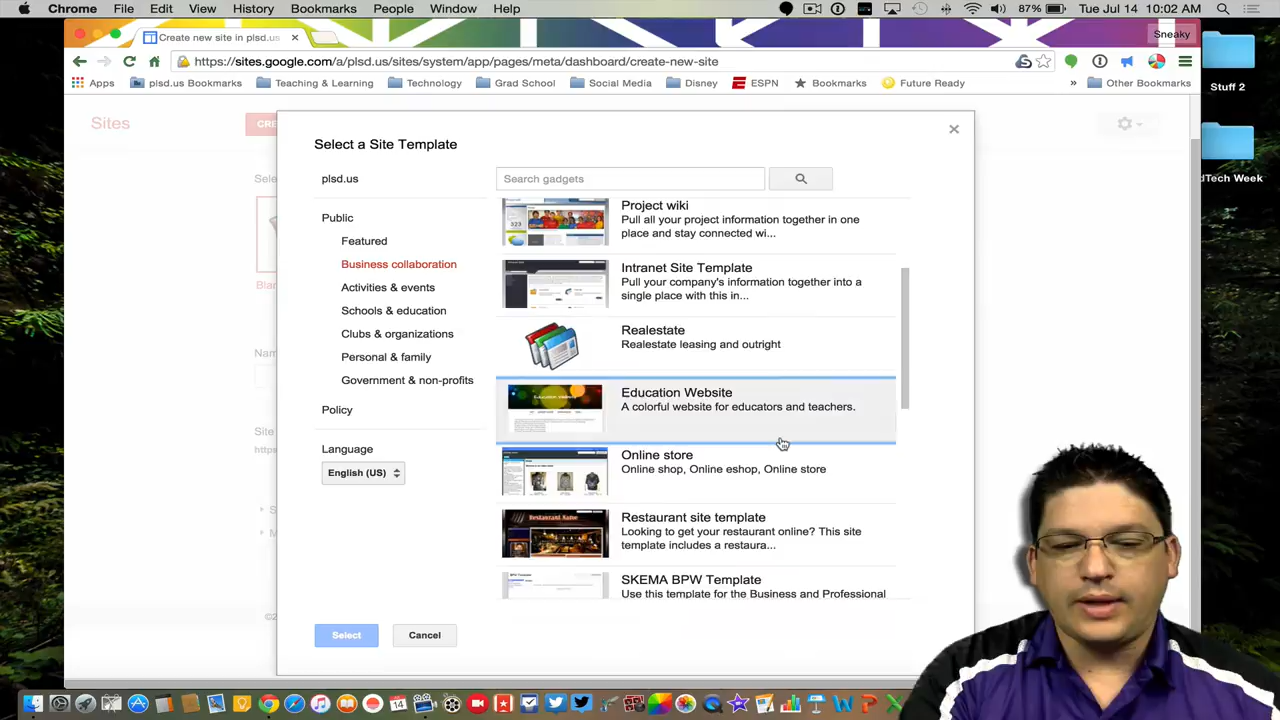 Chrome File Edit View History Bookmarks People Window Help 87% Tue Jul 14 10:02 AM
Create new site in plsd.us Sneaky
https://sites.google.com/a/plsd.us/sites/system/app/pages/meta/dashboard/create-new-site
Apps plsd.us Bookmarks Teaching & Learning Technology Grad School Social Media Disney ESPN Bookmarks Future Ready » Other Bookmarks
Stuff 2
Sites
CRE
Select a Site Template
plsd.us
Search gadgets
Public
Featured
Business collaboration
Activities & events
Schools & education
Clubs & organizations
Personal & family
Government & non-profits
Policy
Language
English (US)
Project wiki
Pull all your project information together in one
place and stay connected wi...
Intranet Site Template
Pull your company's information together into a
single place with this in...
Realestate
Realestate leasing and outright
Education Website
A colorful website for educators and teachers.
Online store
Online shop, Online eshop, Online store
Restaurant site template
Looking to get your restaurant online? This site
template includes a restaura...
SKEMA BPW Template
Use this template for the Business and Professional
Select Cancel
Sele
Blan
Nam
Site
http
dTech Week
14